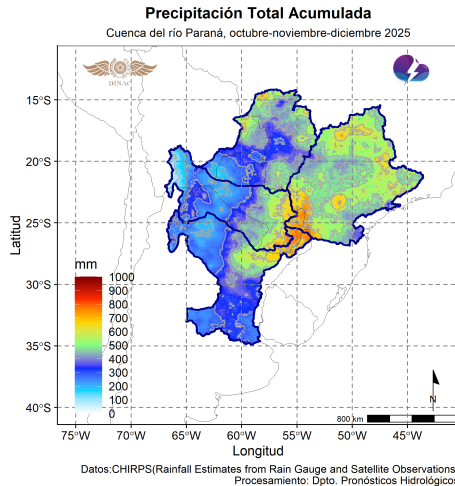 Precipitación Total Acumulada
Cuenca del río Paraná, octubre-noviembre-diciembre 2025
DINAC
15°S
20°S
25°S
30°S
35°S
40°S
Latitud
mm
1000
900
800
700
600
500
400
300
200
100
0
N
800 km
75°W
70°W
65°W
60°W
55°W
50°W
45°W
Longitud
Datos:CHIRPS(Rainfall Estimates from Rain Gauge and Satellite Observations
Procesamiento: Dpto. Pronósticos Hidrológicos